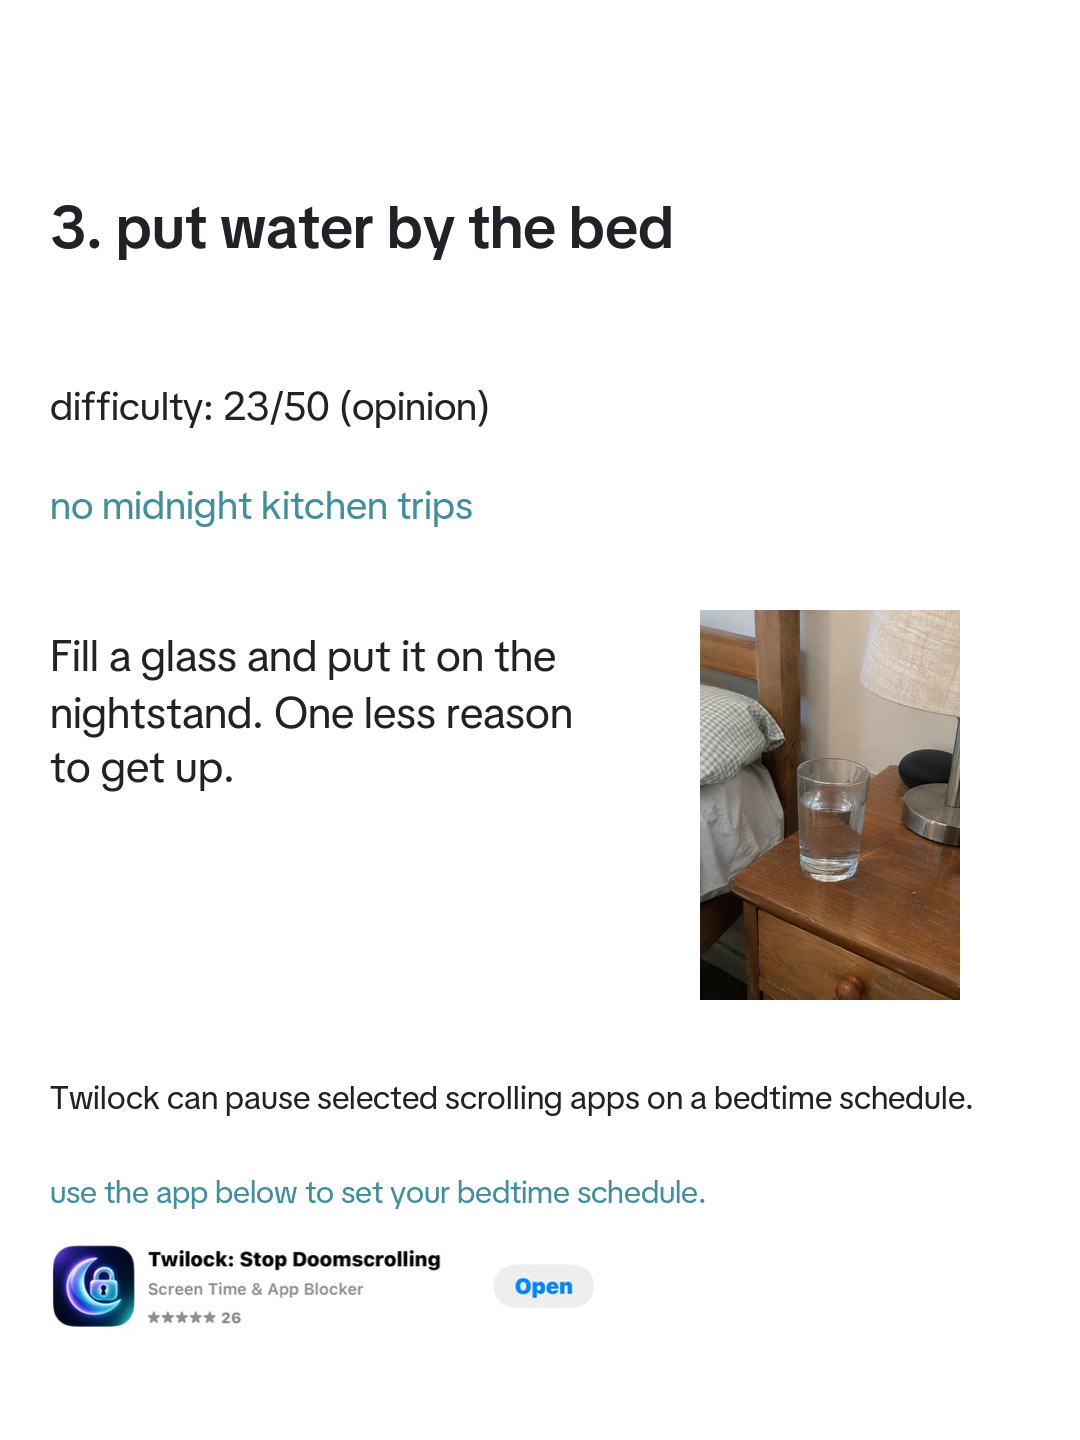 3. put water by the bed
difficulty: 23/50 (opinion)
no midnight kitchen trips
Fill a glass and put it on the
nightstand. One less reason
to get up.
Twilock can pause selected scrolling apps on a bedtime schedule.
use the app below to set your bedtime schedule.
Twilock: Stop Doomscrolling
Screen Time & App Blocker
★★★★★ 26
Open